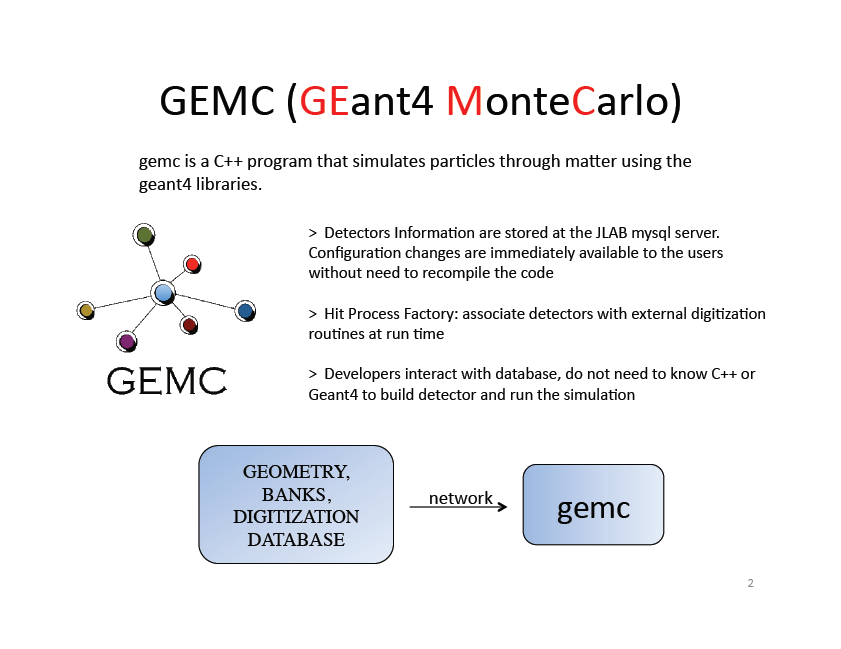 GEMC (GEant4 MonteCarlo)
gemc is a C++ program that simulates particles through matter using the
geant4 libraries.
> Detectors Information are stored at the JLAB mysql server.
Configuration changes are immediately available to the users
without need to recompile the code
> Hit Process Factory: associate detectors with external digitization
routines at run time
> Developers interact with database, do not need to know C++ or
Geant4 to build detector and run the simulation
GEMC
GEOMETRY,
BANKS,
DIGITIZATION
DATABASE
network
gemc
2